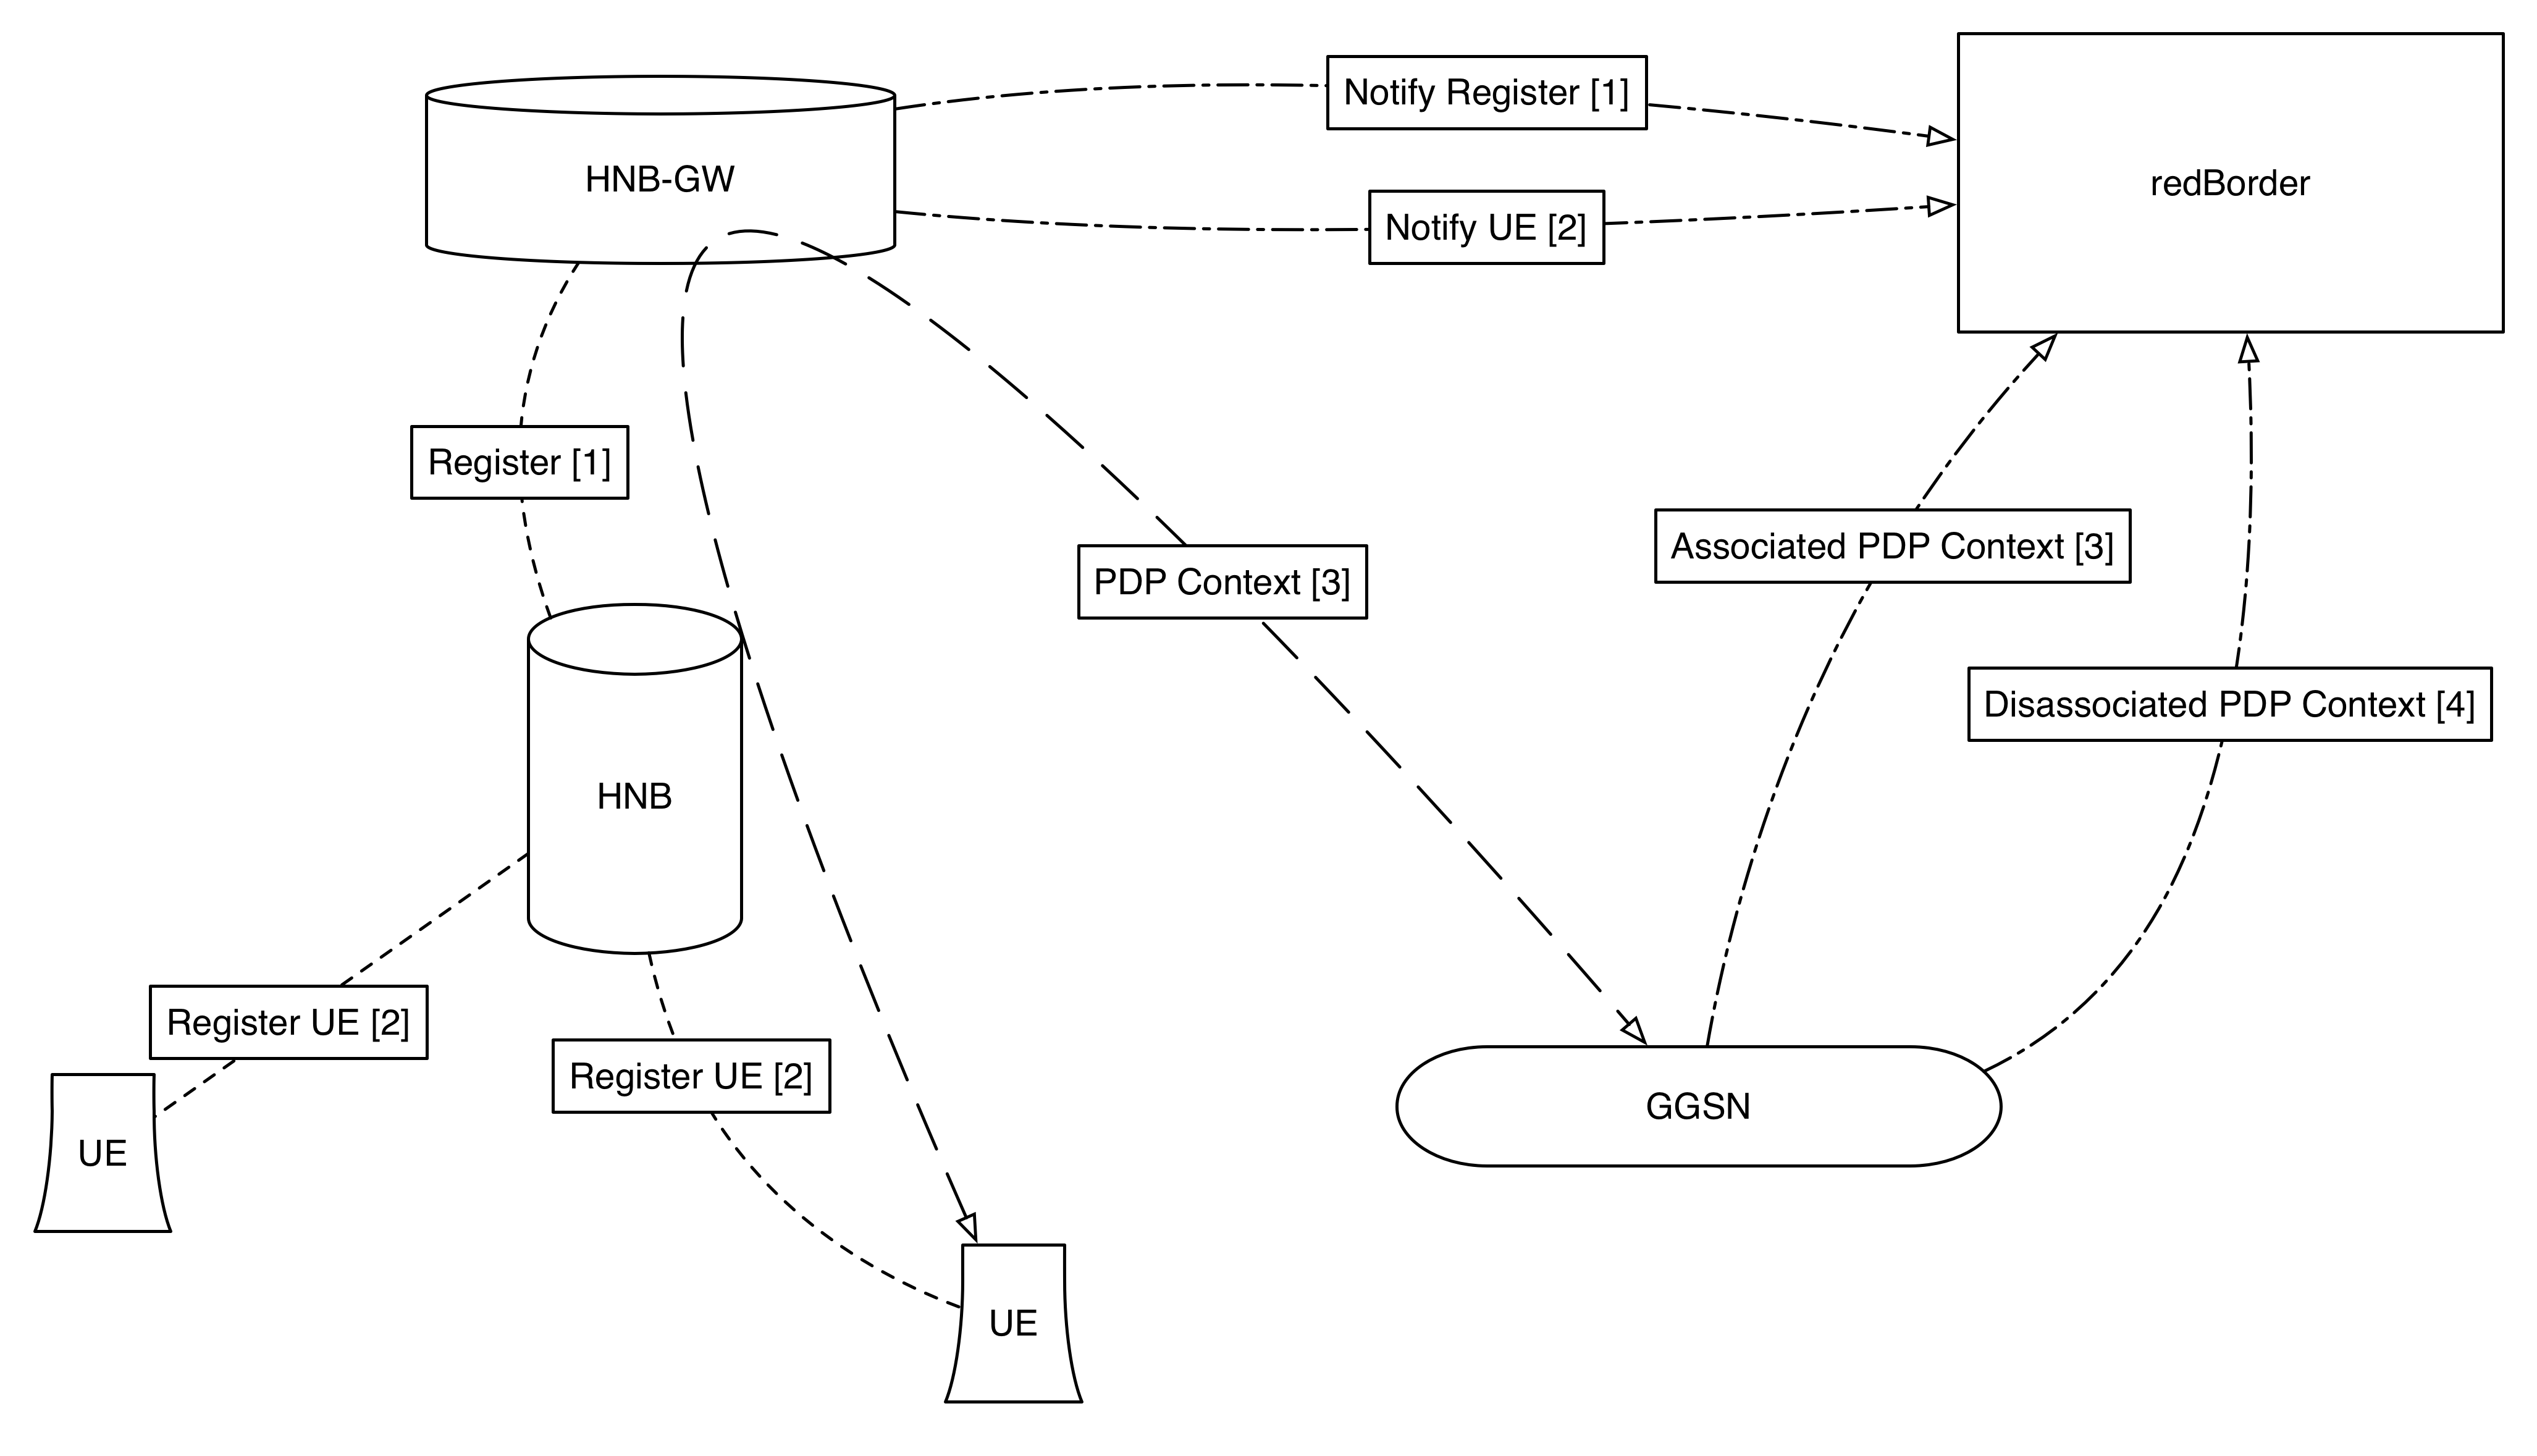 Notify Register [1]
HNB-GW
redBorder
Notify UE [2]
Register [1]
Associated PDP Context [3]
PDP Context [3]
Disassociated PDP Context [4]
HNB
Register UE [2]
Register UE [2]
GGSN
UE
UE